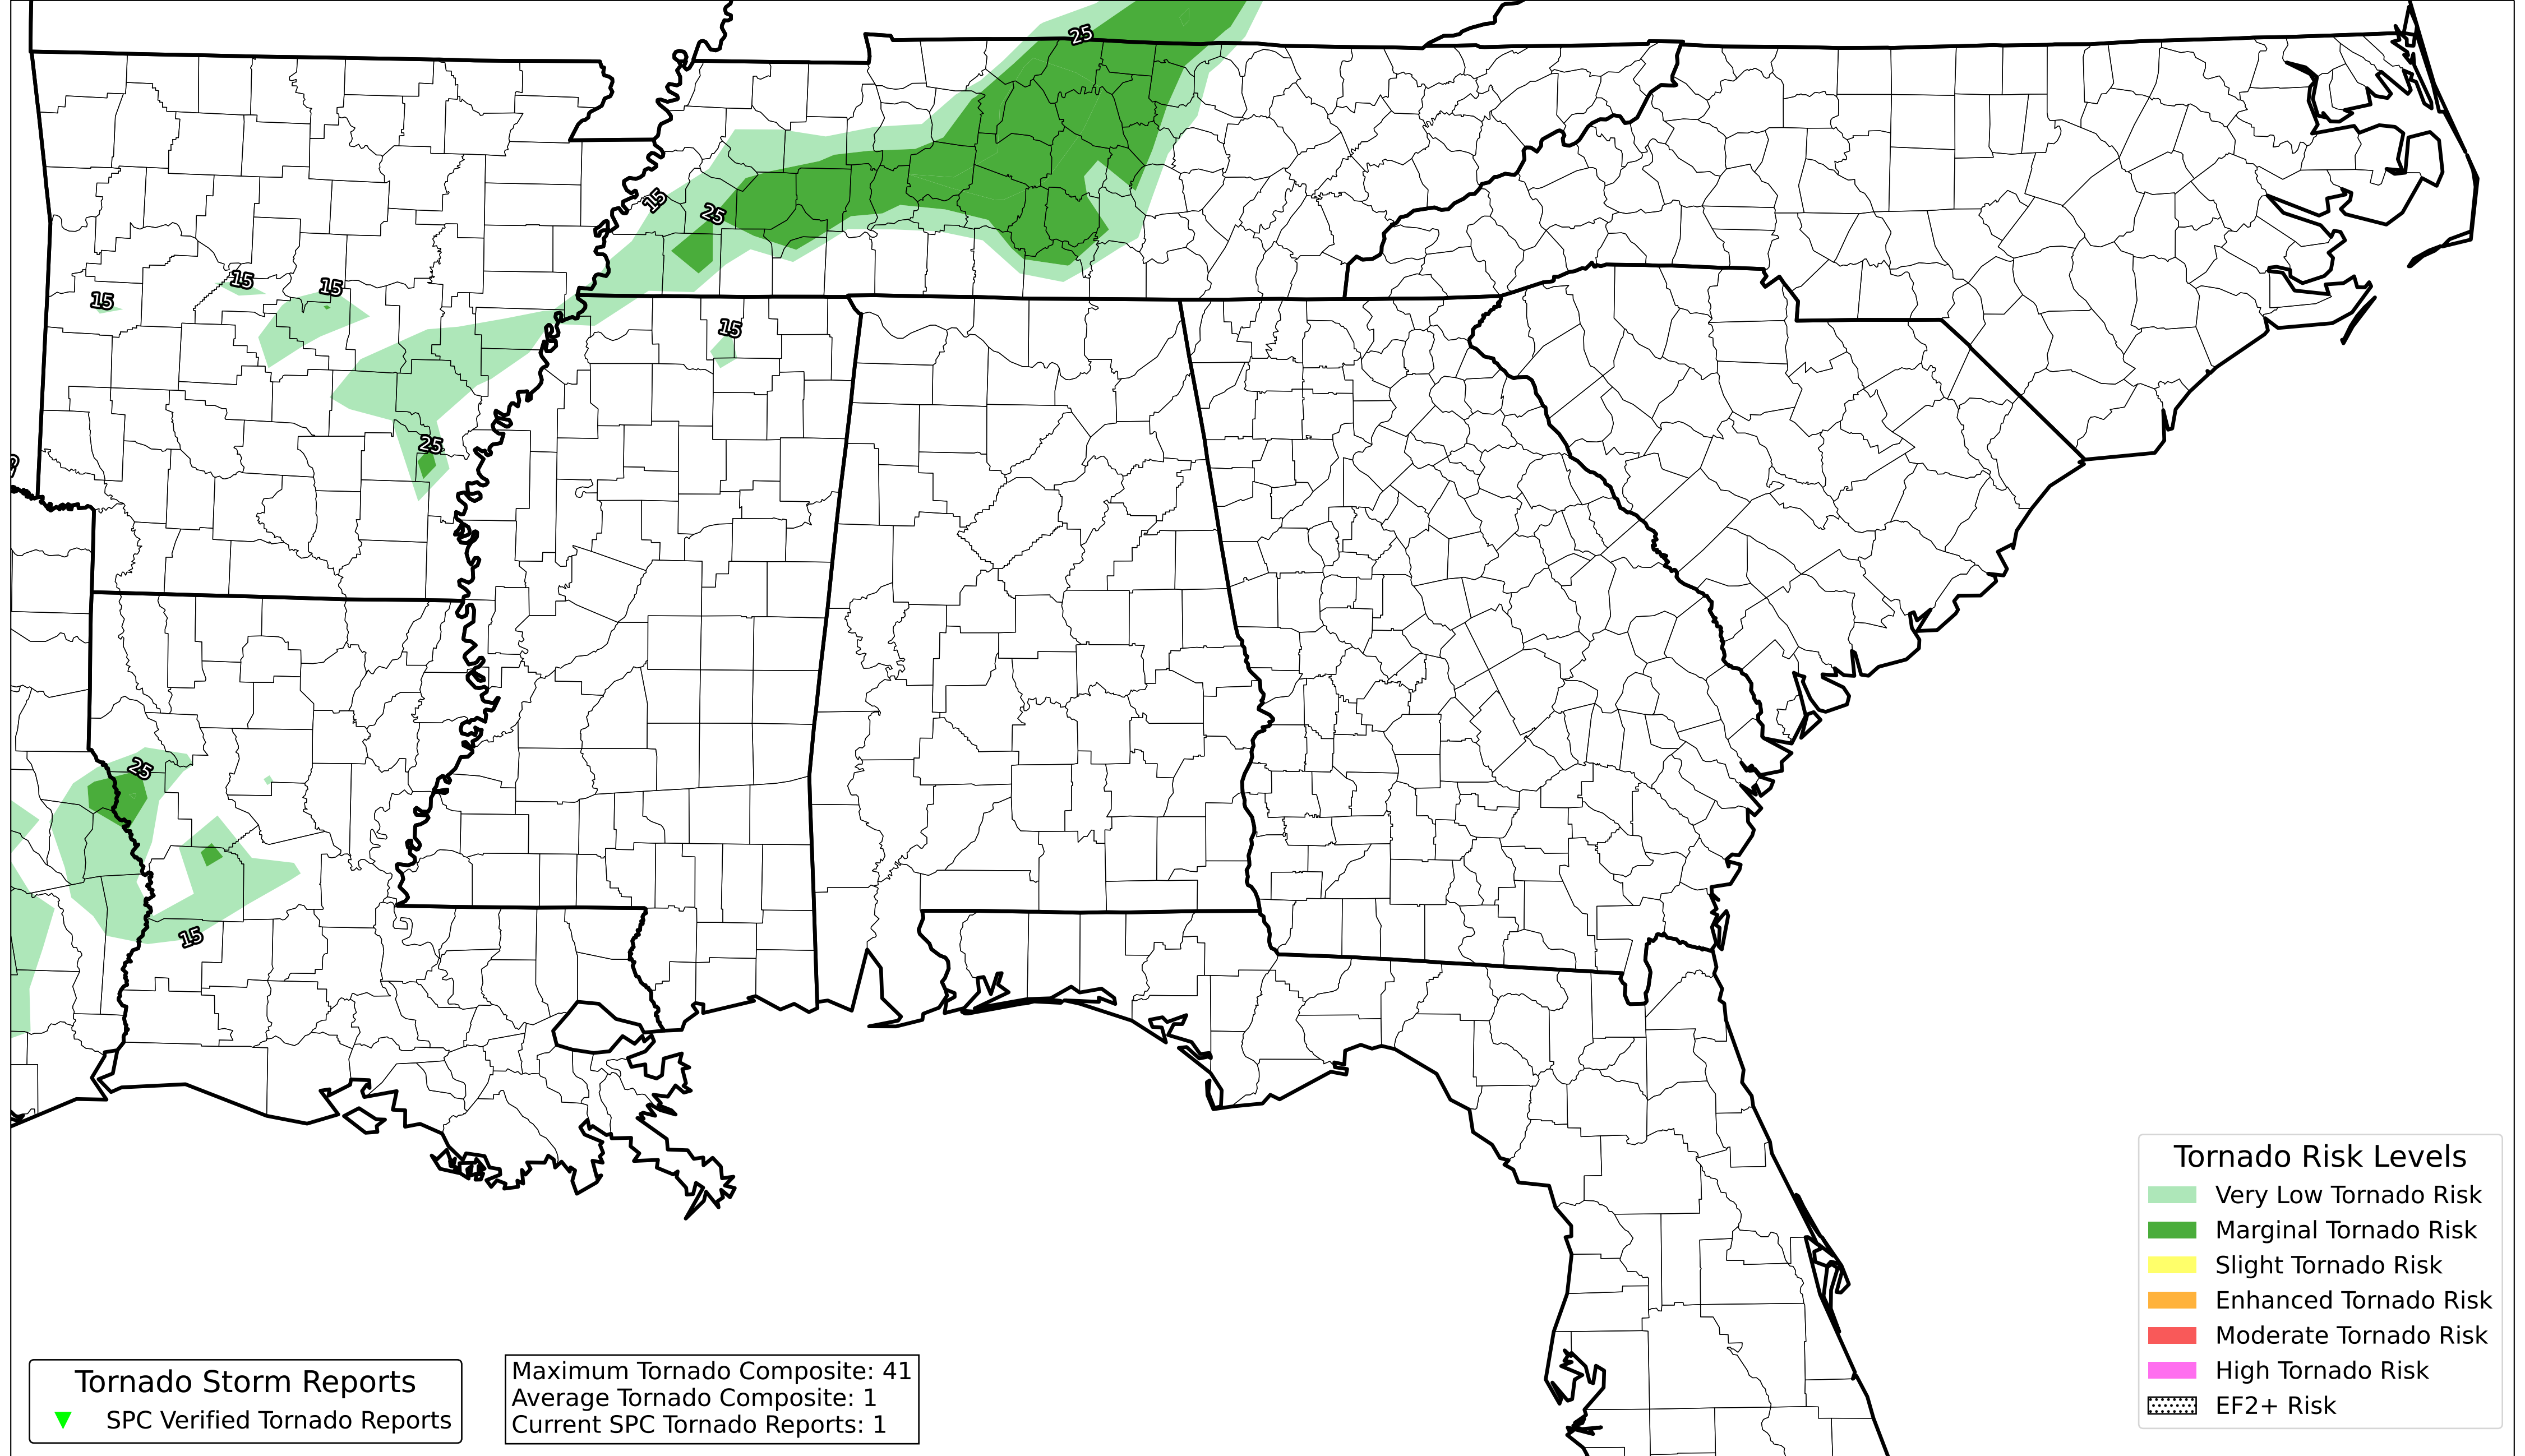 25
15
25
15
15
15
15
25
25
15
Tornado Risk Levels
Very Low Tornado Risk
Marginal Tornado Risk
Slight Tornado Risk
Enhanced Tornado Risk
Moderate Tornado Risk
High Tornado Risk
EF2+ Risk
Tornado Storm Reports
SPC Verified Tornado Reports
Maximum Tornado Composite: 41
Average Tornado Composite: 1
Current SPC Tornado Reports: 1